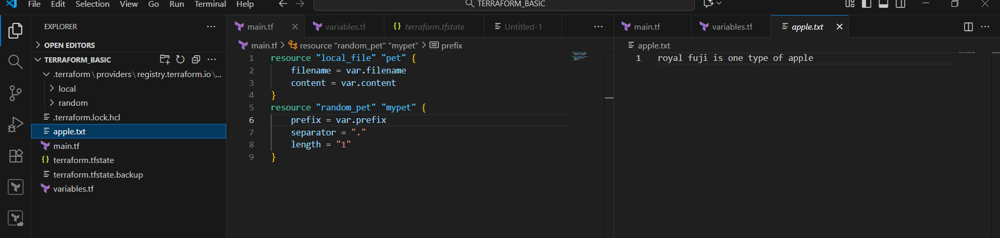 File Edit Selection View Go Run Terminal Help
TERRAFORM_BASIC
EXPLORER
OPEN EDITORS
TERRAFORM_BASIC
.terraform\providers\registry.terraform.io\...
local
random
.terraform.lock.hcl
apple.txt
main.tf
terraform.tfstate
terraform.tfstate.backup
variables.tf
main.tf variables.tf terraform.tfstate Untitled-1
main.tf > resource "random_pet" "mypet" > prefix
1 resource "local_file" "pet" {
2 filename = var.filename
3 content = var.content
4 }
5 resource "random_pet" "mypet" {
6 prefix = var.prefix
7 separator = "."
8 length = "1"
9 }
main.tf variables.tf apple.txt
apple.txt
1 royal fuji is one type of apple